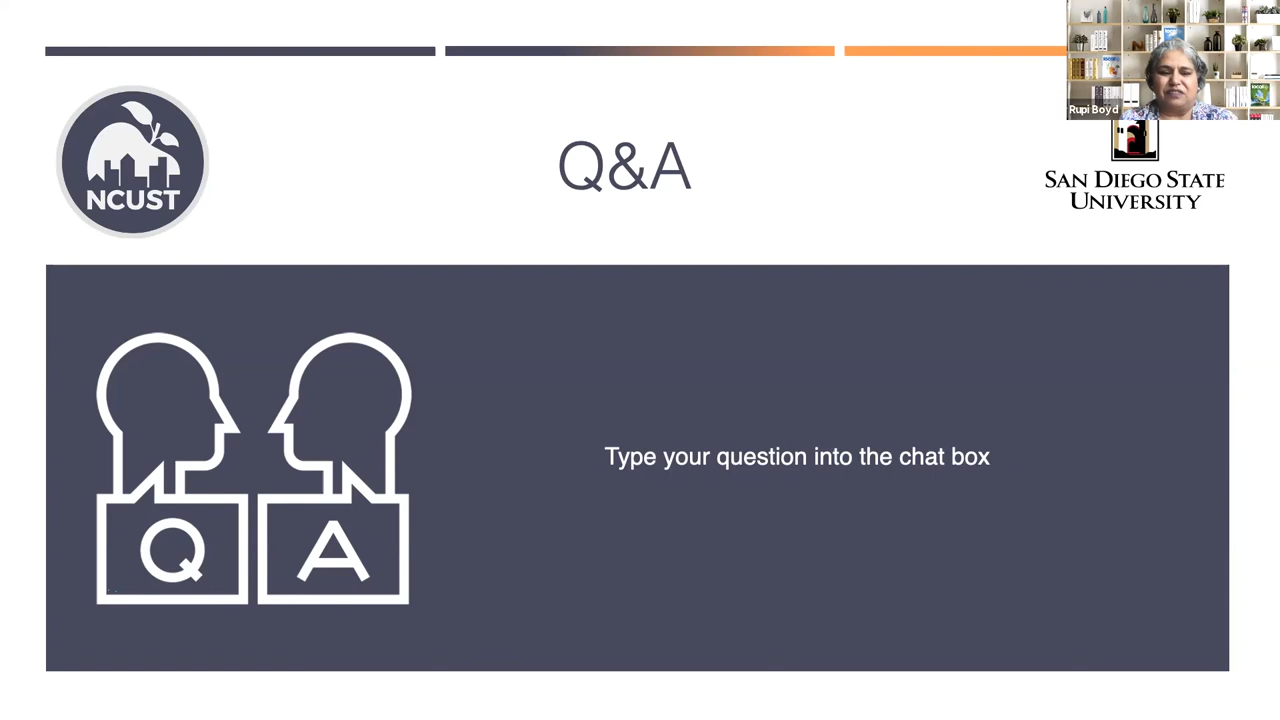 Rupi Boyd
NCUST
Q&A
SAN DIEGO STATE
UNIVERSITY
Type your question into the chat box
Q
A